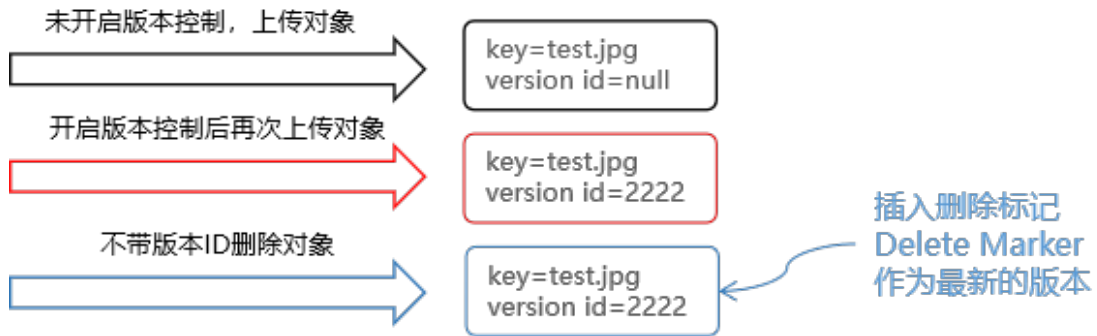 未开启版本控制，上传对象
key=test.jpg
version id=null
开启版本控制后再次上传对象
key=test.jpg
version id=2222
不带版本ID删除对象
key=test.jpg
version id=2222
插入删除标记
Delete Marker
作为最新的版本